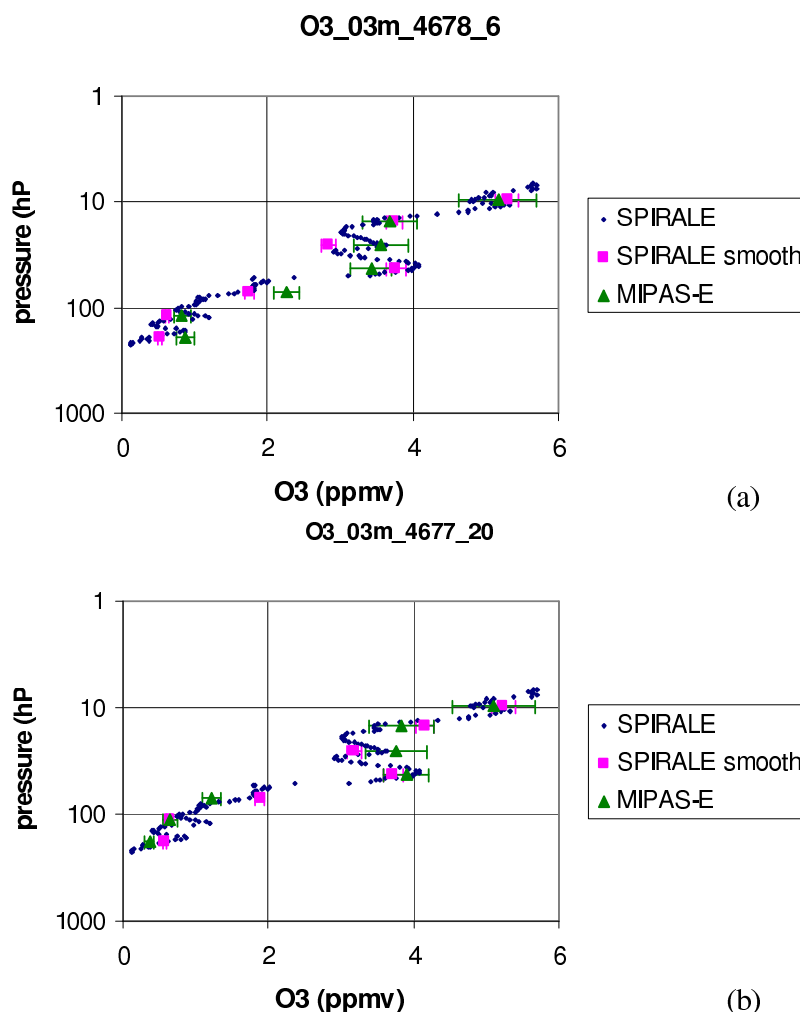 O3_03m_4678_6
1
10
100
1000
pressure (hP
0 2 4 6
O3 (ppmv)
SPIRALE
SPIRALE smooth
MIPAS-E
(a)
O3_03m_4677_20
1
10
100
1000
pressure (hP
0 2 4 6
O3 (ppmv)
SPIRALE
SPIRALE smooth
MIPAS-E
(b)